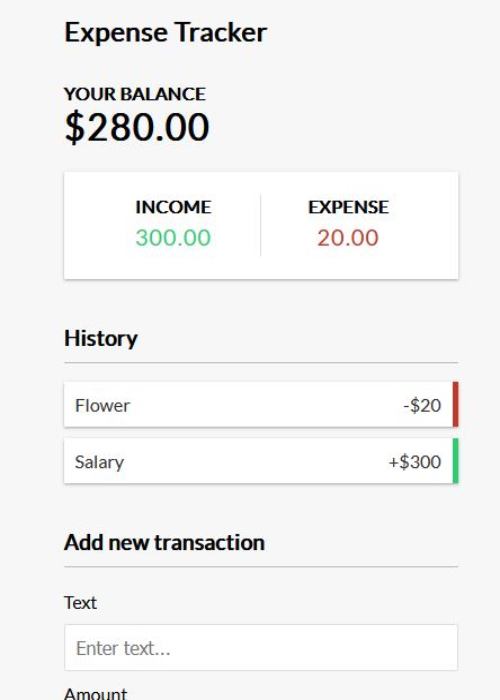 Expense Tracker
YOUR BALANCE
$280.00
INCOME EXPENSE
300.00 20.00
History
Flower -$20
Salary +$300
Add new transaction
Text
Enter text...
Amount